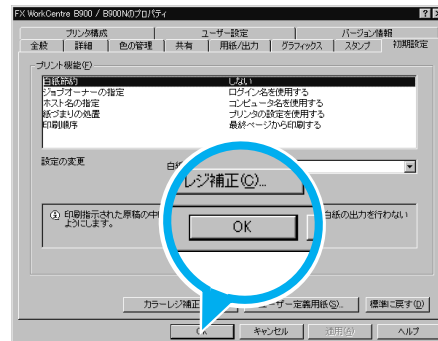 FX WorkCentre B900 / B900Nのプロパティ
プリンタ構成 ユーザー設定 バージョン情報
全般 詳細 色の管理 共有 用紙/出力 グラフィックス スタンプ 初期設定
プリント機能(F)
白紙節約 しない
ジョブオーナーの指定 ログイン名を使用する
ホスト名の指定 コンピュータ名を使用する
紙づまりの処置 プリンタの設定を使用する
印刷順序 最終ページから印刷する
設定の変更 白紙
レジ補正(C)...
印刷指示された原稿の中 白紙の出力を行わない
ようにします。
OK
カラーレジ補正 ーザー定義用紙(S)... 標準に戻す(D)
キャンセル 適用(A) ヘルプ